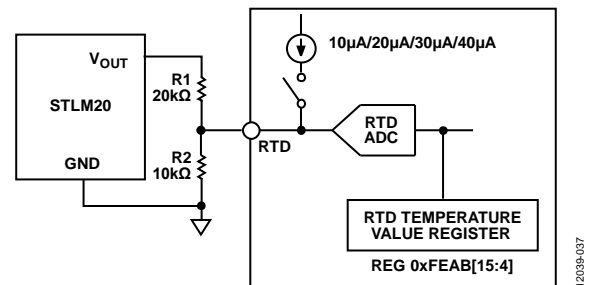 10µA/20µA/30µA/40µA
VOUT
R1
20kΩ
STLM20
RTD
ADC
RTD
R2
10kΩ
GND
RTD TEMPERATURE
VALUE REGISTER
REG 0xFEAB[15:4]
12039-037